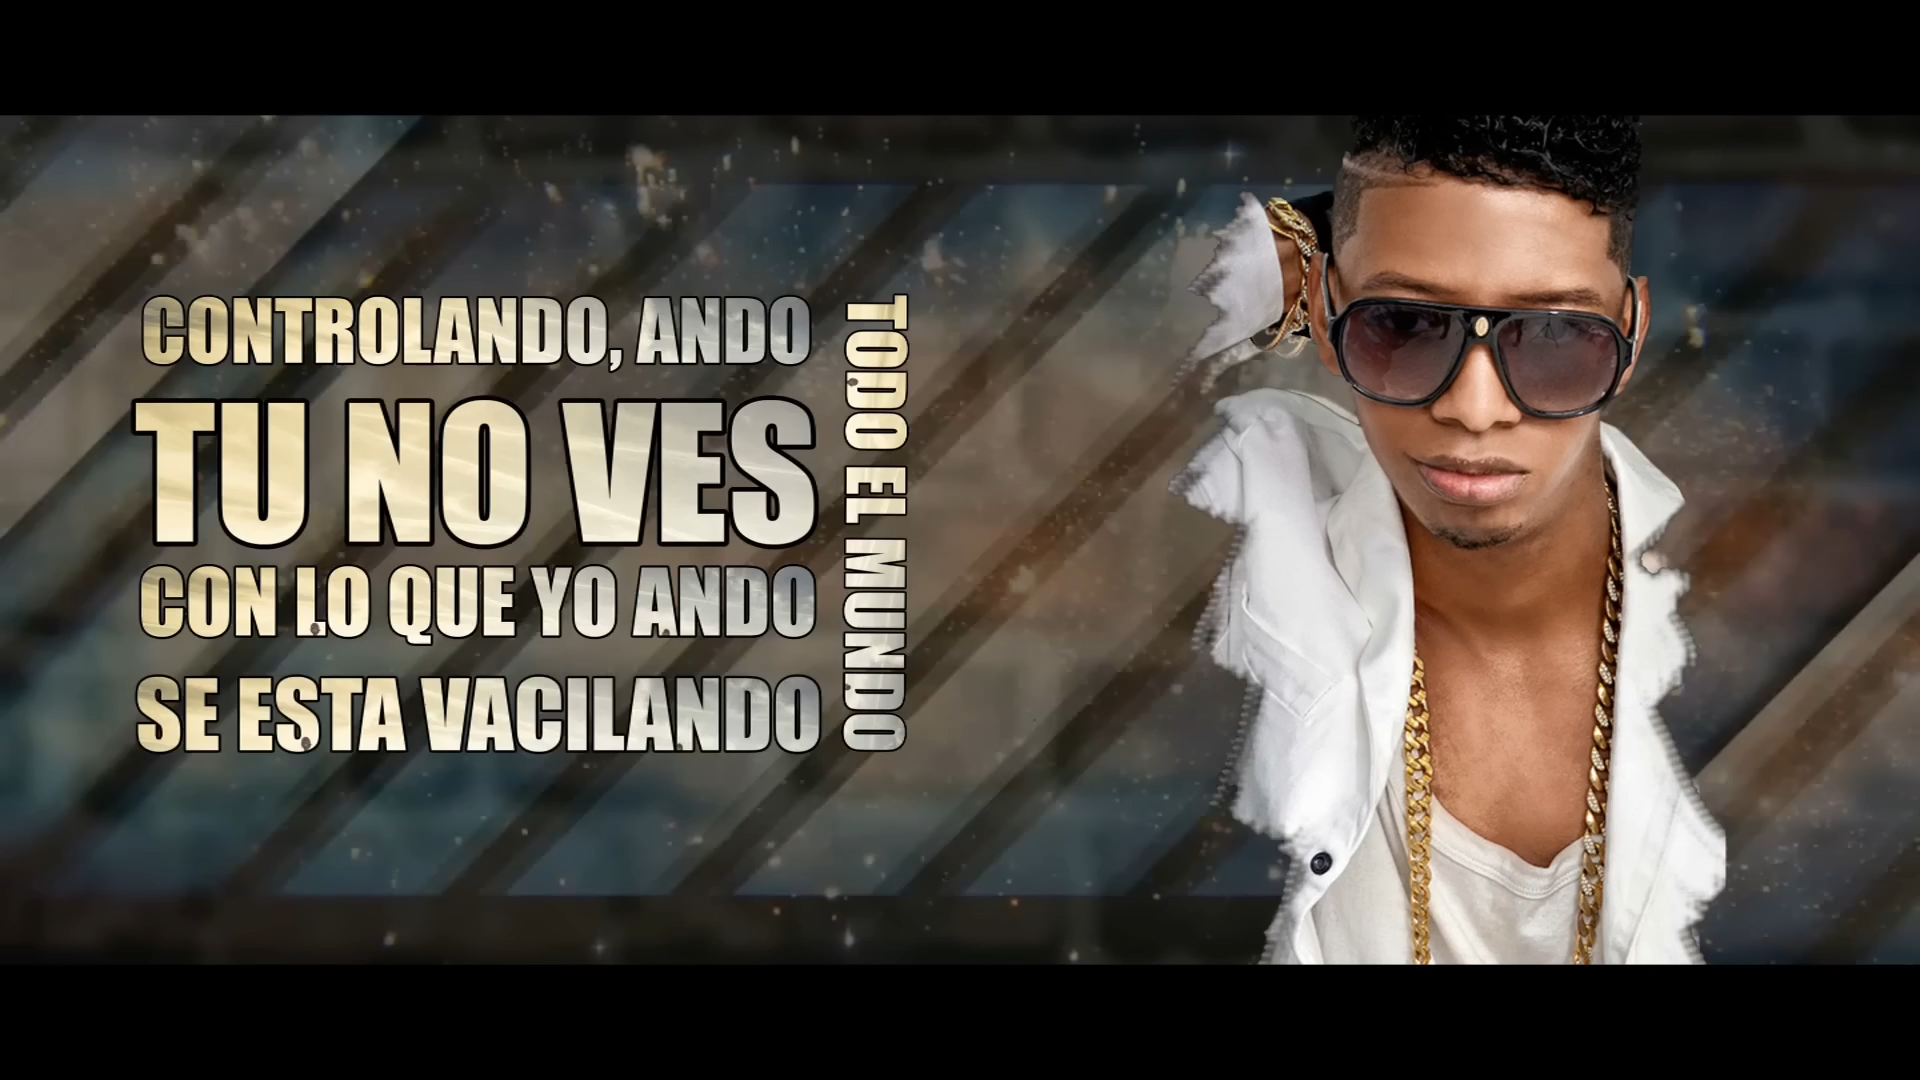 CONTROLANDO, ANDO
TU NO VES
CON LO QUE YO ANDO
SE ESTA VACILANDO
TODO EL MUNDO